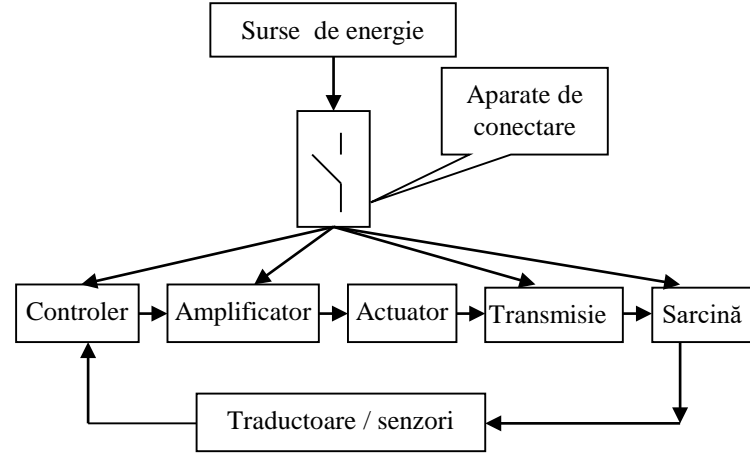 Surse de energie
Aparate de
conectare
Controler
Amplificator
Actuator
Transmisie
Sarcină
Traductoare / senzori